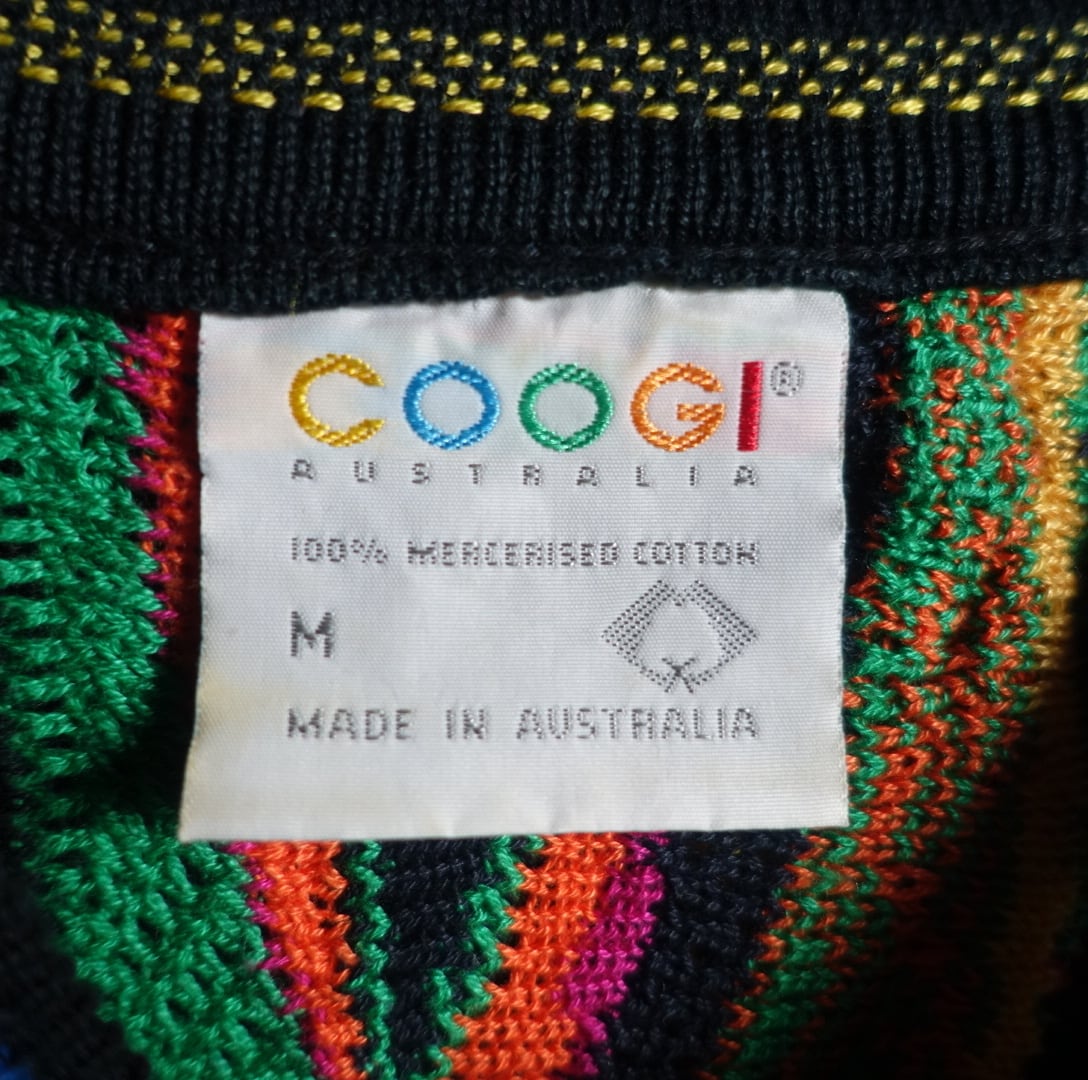 COOGI®
AUSTRALIA
100% MERCERISED COTTON
M
MADE IN AUSTRALIA